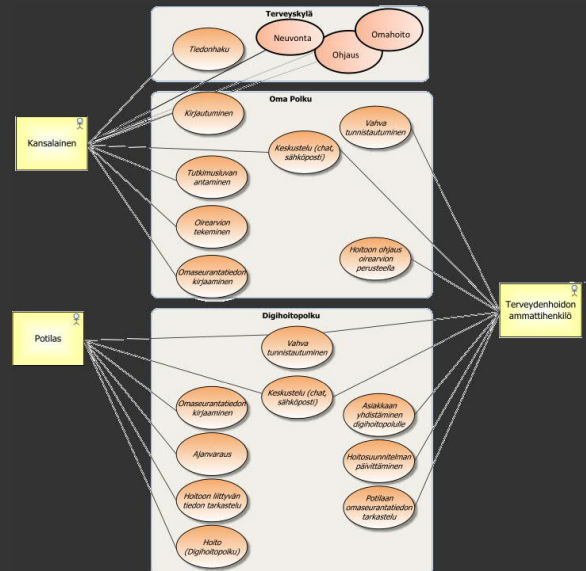 Terveyskylä
Tiedonhaku
Neuvonta
Ohjaus
Omahoito
Oma Polku
Kirjautuminen
Vahva
tunnistautuminen
Kansalainen
Keskustelu (chat,
sähköposti)
Tutkimusluvan
antaminen
Oirearvion
tekeminen
Hoitoon ohjaus
oirearvion
perusteella
Omaseurantatiedon
kirjaaminen
Terveydenhoidon
ammattihenkilö
Digihoitopolku
Potilas
Vahva
tunnistautuminen
Keskustelu (chat,
sähköposti)
Omaseurantatiedon
kirjaaminen
Asiakkaan
yhdistäminen
digihoitopolulle
Ajanvaraus
Hoitosuunnitelman
päivittäminen
Hoitoon liittyvän
tiedon tarkastelu
Potilaan
omaseurantatiedon
tarkastelu
Hoito
(Digihoitopolku)